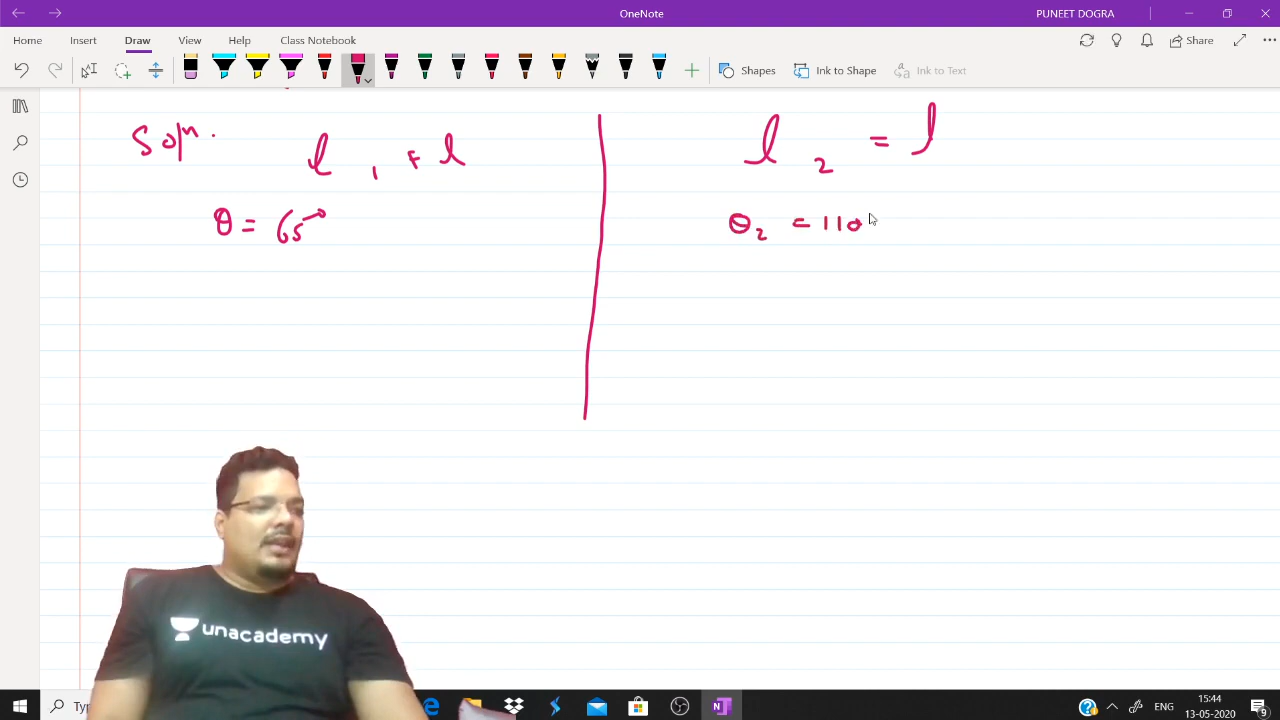 OneNote
PUNEET DOGRA
Home Insert Draw View Help Class Notebook
Share
Shapes Ink to Shape Ink to Text
Soln.
l₁ = l
l₂ = l
θ = 65°
θ₂ = 110
unacademy
ENG
15:44
13-05-2020
9